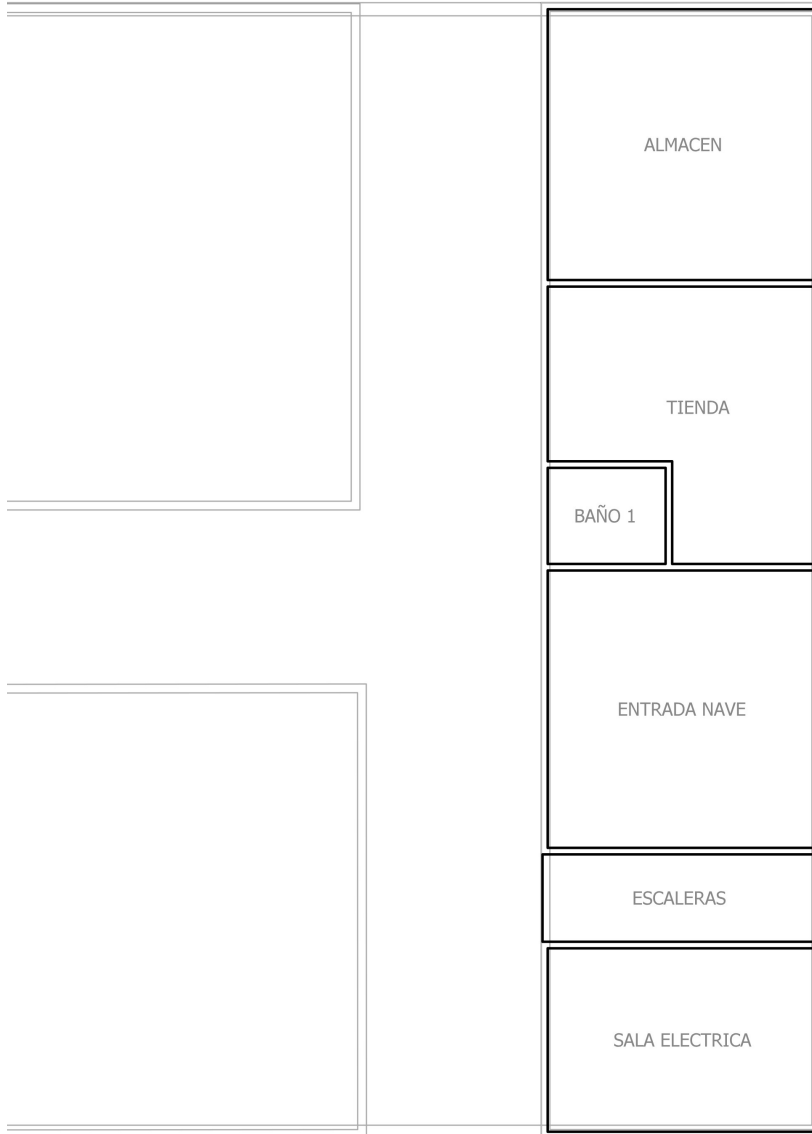 ALMACEN
TIENDA
BAÑO 1
ENTRADA NAVE
ESCALERAS
SALA ELECTRICA